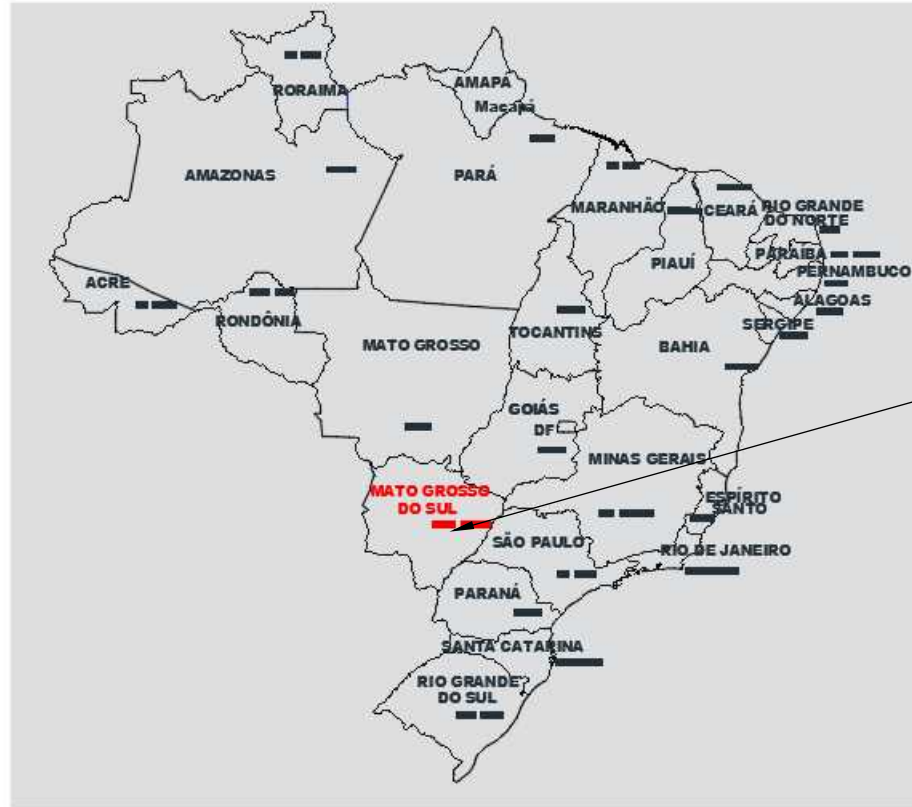 RORAIMA
AMAPÁ
Macapá
AMAZONAS
PARÁ
MARANHÃO
CEARÁ
RIO GRANDE
DO NORTE
PARAÍBA
PIAUÍ
PERNAMBUCO
ACRE
ALAGOAS
RONDÔNIA
SERGIPE
TOCANTINS
MATO GROSSO
BAHIA
GOIÁS
DF
MINAS GERAIS
MATO GROSSO
DO SUL
ESPÍRITO
SANTO
SÃO PAULO
RIO DE JANEIRO
PARANÁ
SANTA CATARINA
RIO GRANDE
DO SUL